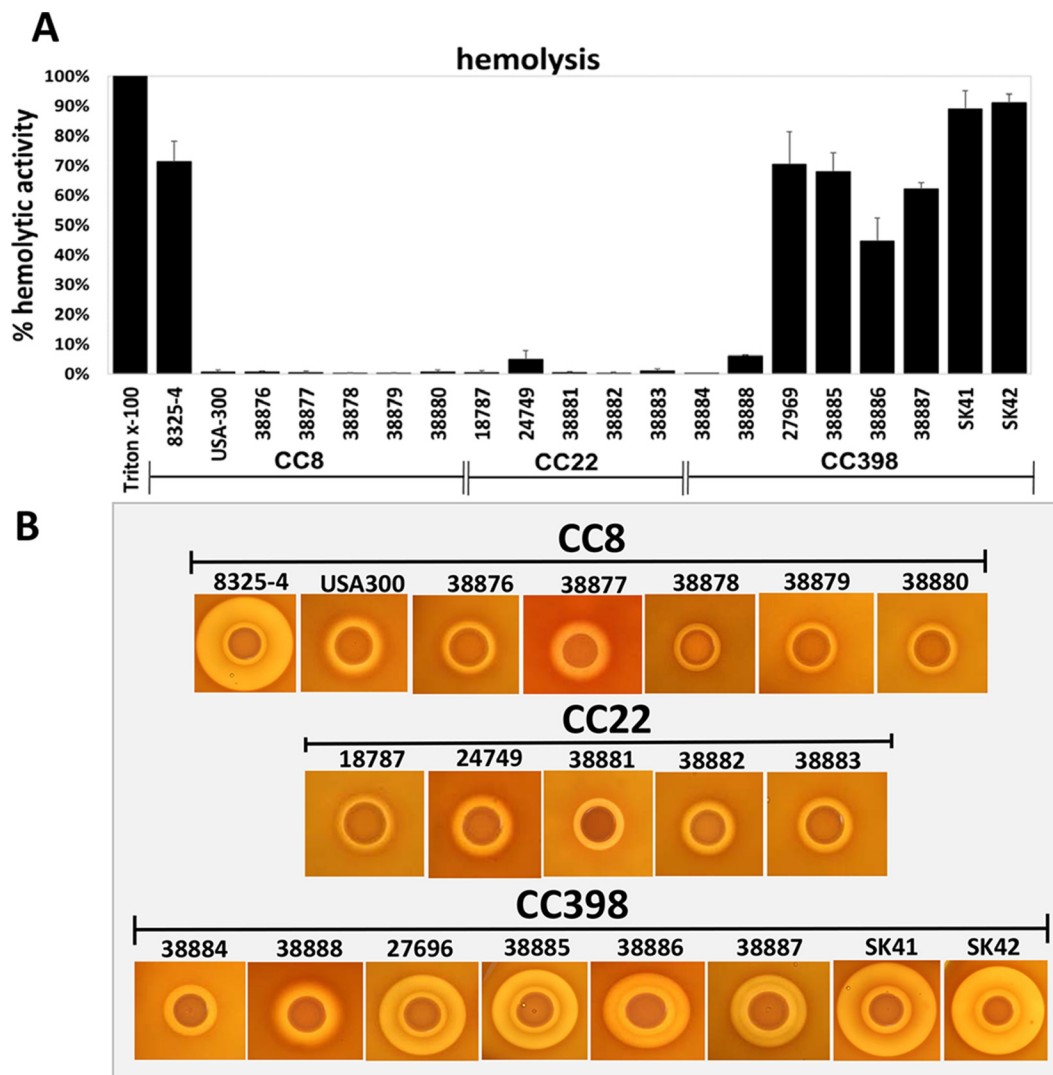 A
hemolysis
% hemolytic activity
100%
90%
80%
70%
60%
50%
40%
30%
20%
10%
0%
Triton x-100
8325-4
USA-300
38876
38877
38878
38879
38880
18787
24749
38881
38882
38883
38884
38888
27969
38885
38886
38887
SK41
SK42
CC8 CC22 CC398
B
CC8
8325-4 USA300 38876 38877 38878 38879 38880
CC22
18787 24749 38881 38882 38883
CC398
38884 38888 27696 38885 38886 38887 SK41 SK42